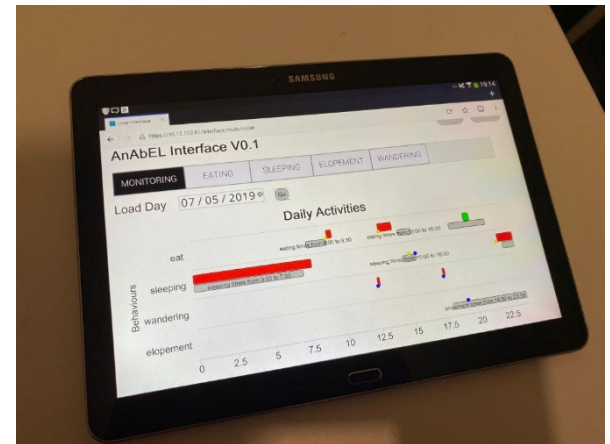 SAMSUNG
19:14
AnAbEL Interface V0.1
MONITORING EATING SLEEPING ELOPEMENT WANDERING
Load Day 07/05/2019 Go
Daily Activities
Behaviours
eat
sleeping
wandering
elopement
0 2.5 5 7.5 10 12.5 15 17.5 20 22.5